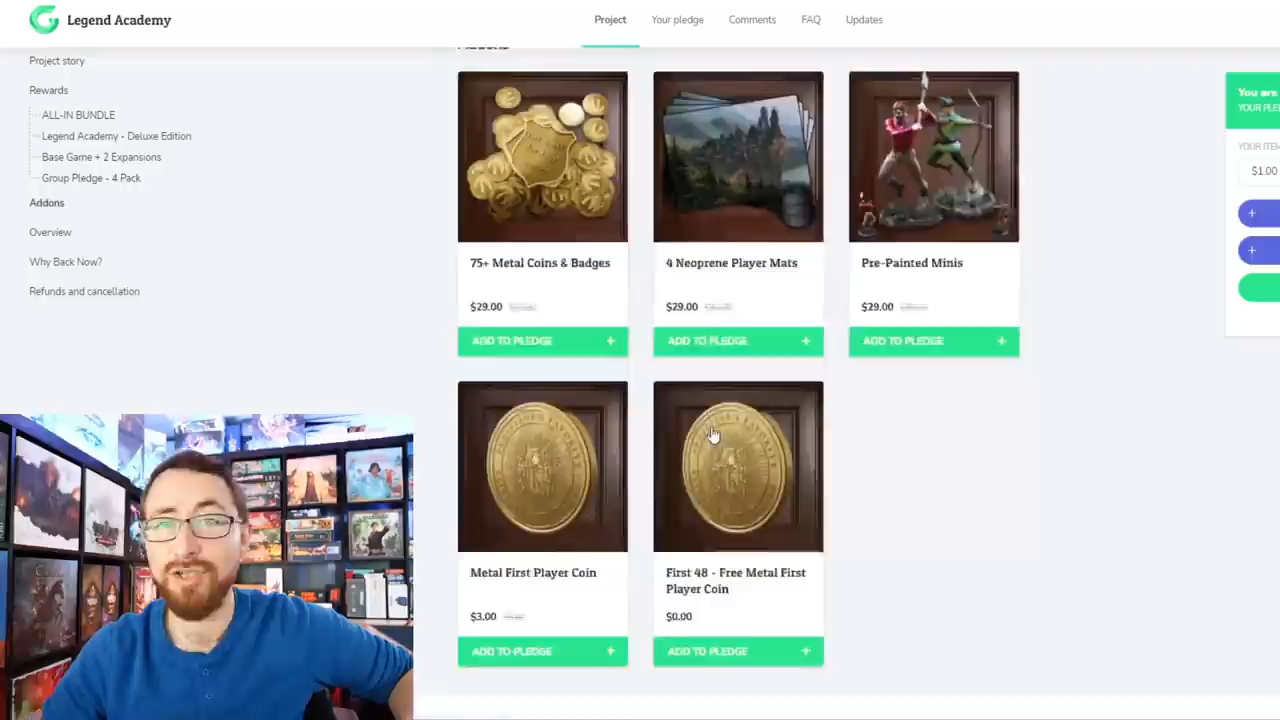 Legend Academy
Project
Your pledge
Comments
FAQ
Updates
Project story
Rewards
ALL-IN BUNDLE
Legend Academy - Deluxe Edition
Base Game + 2 Expansions
Group Pledge - 4 Pack
Addons
Overview
Why Back Now?
Refunds and cancellation
75+ Metal Coins & Badges
$29.00
ADD TO PLEDGE +
4 Neoprene Player Mats
$29.00
ADD TO PLEDGE +
Pre-Painted Minis
$29.00
ADD TO PLEDGE +
Metal First Player Coin
$3.00
ADD TO PLEDGE +
First 48 - Free Metal First
Player Coin
$0.00
ADD TO PLEDGE +
You are
YOUR PLE
YOUR ITEM
$1.00
+
+